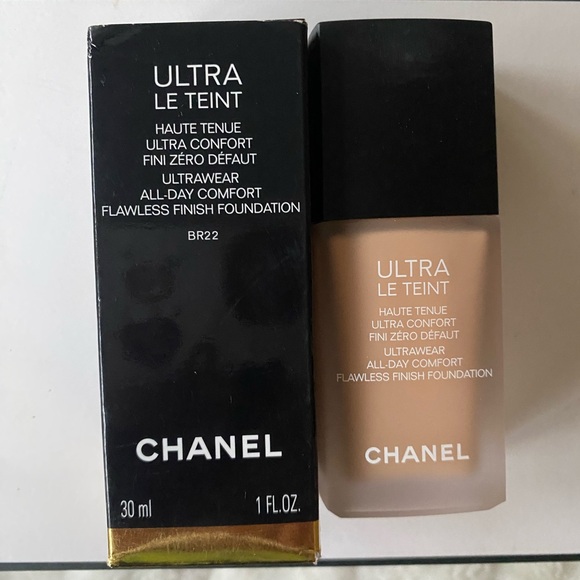 ULTRA
LE TEINT
HAUTE TENUE
ULTRA CONFORT
FINI ZÉRO DÉFAUT
ULTRAWEAR
ALL-DAY COMFORT
FLAWLESS FINISH FOUNDATION
BR22
CHANEL
30 ml
1 FL.OZ.
ULTRA
LE TEINT
HAUTE TENUE
ULTRA CONFORT
FINI ZÉRO DÉFAUT
ULTRAWEAR
ALL-DAY COMFORT
FLAWLESS FINISH FOUNDATION
CHANEL